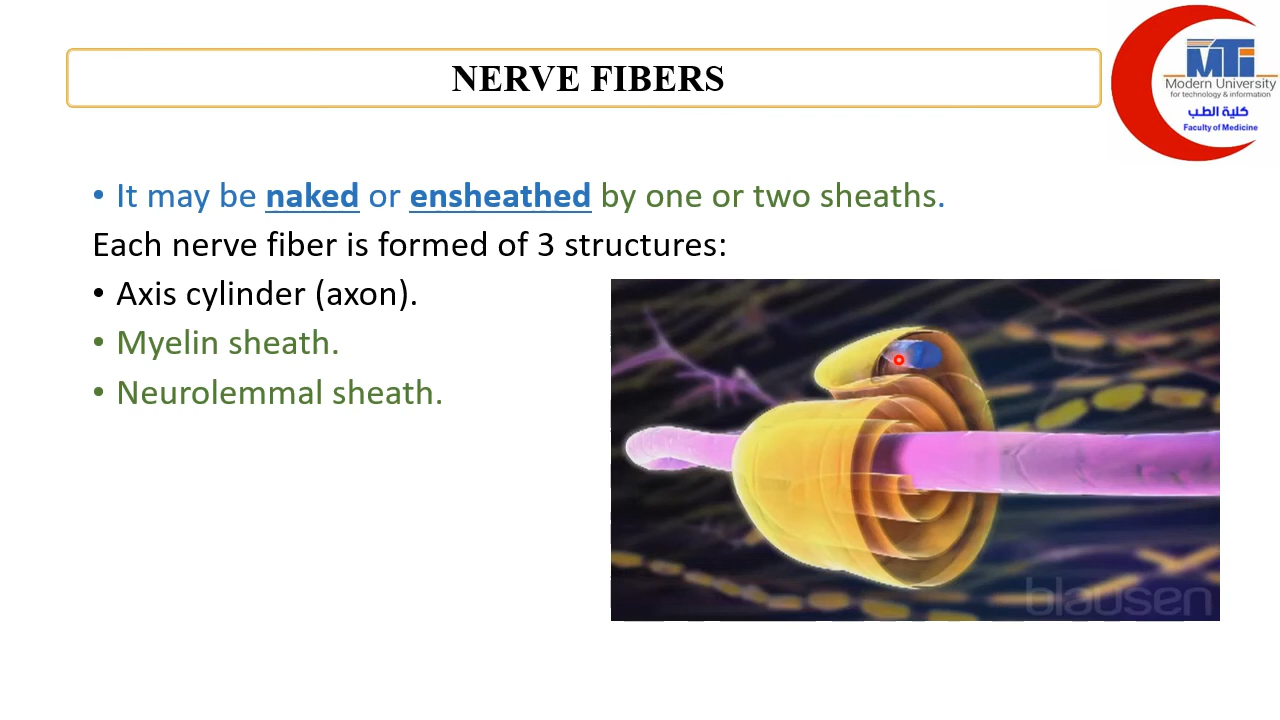 NERVE FIBERS
MTi
Modern University
for technology & information
كلية الطب
Faculty of Medicine
• It may be naked or ensheathed by one or two sheaths.
Each nerve fiber is formed of 3 structures:
• Axis cylinder (axon).
• Myelin sheath.
• Neurolemmal sheath.
blausen